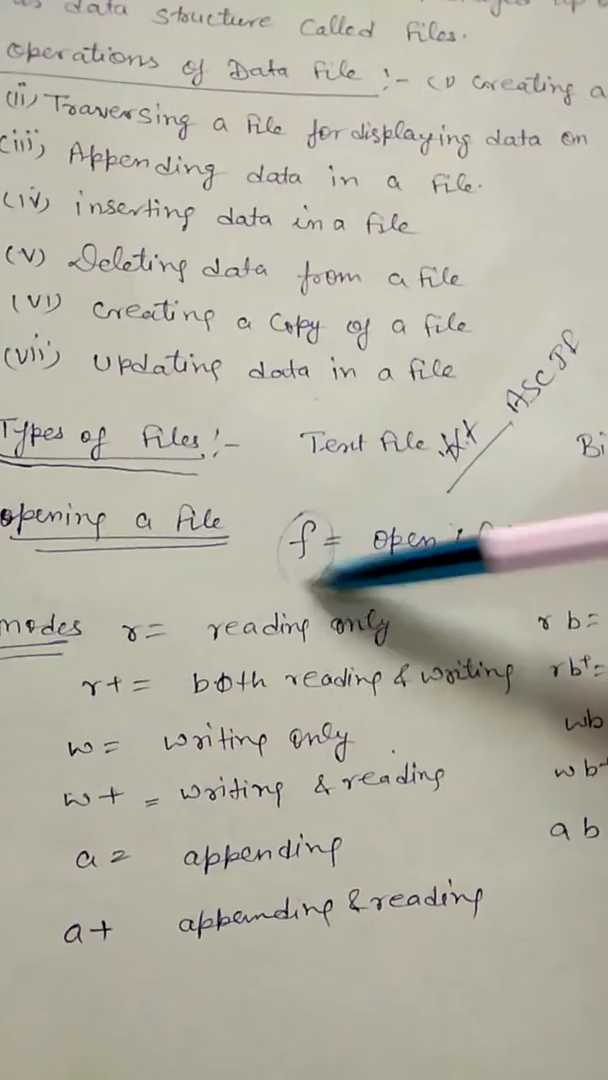 data structure called files.
operations of Data file :- (i) creating a
(ii) Traversing a file for displaying data on
(iii) Appending data in a file.
(iv) inserting data in a file
(v) Deleting data from a file
(vi) creating a copy of a file
(vii) updating data in a file
ASCII
Types of files :- Text file .txt Bi
opening a file f = open
modes r = reading only rb =
r+ = both reading & writing rb+ =
w = writing only wb
w+ = writing & reading wb+
a = appending ab
a+ appending & reading